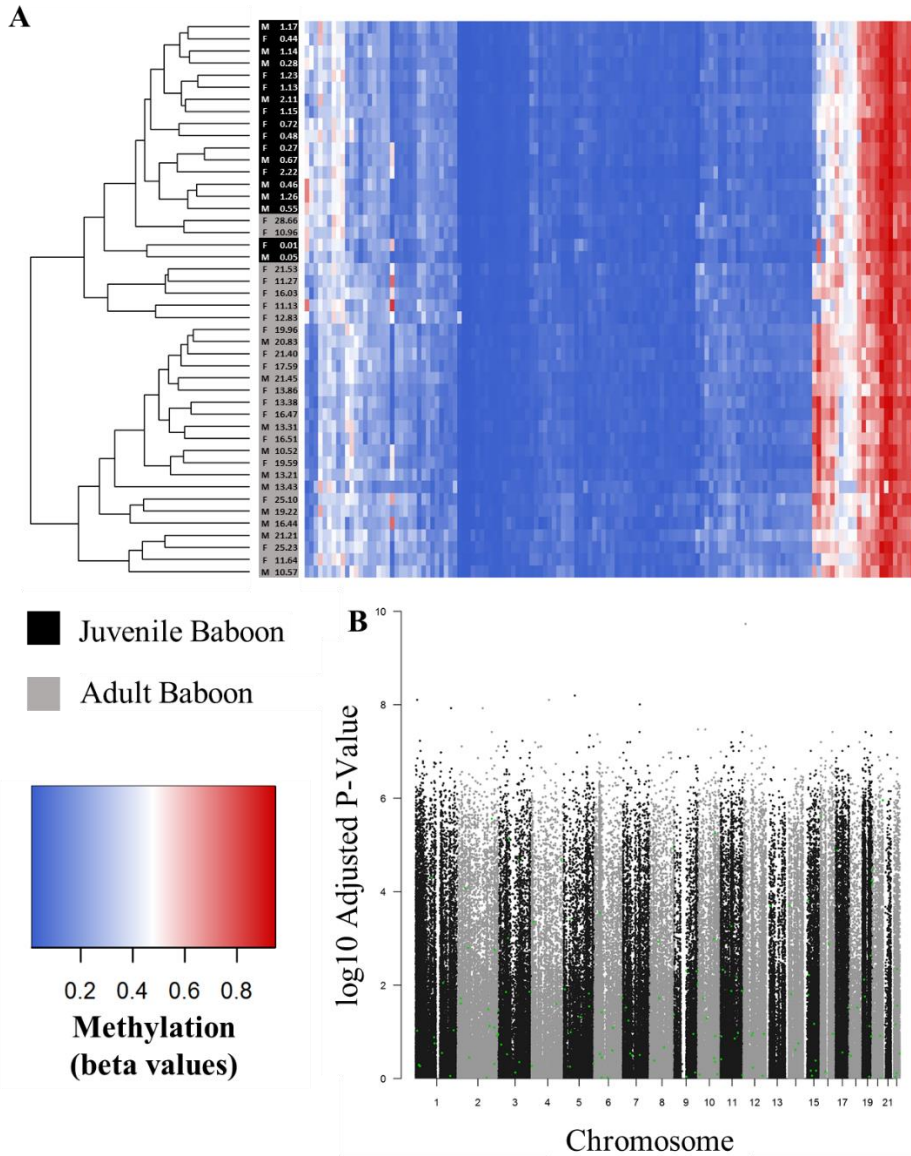 A
M 1.17
F 0.44
M 1.14
M 0.28
F 1.23
F 1.13
M 2.11
F 1.15
F 0.72
F 0.48
F 0.27
M 0.67
F 2.22
M 0.46
M 1.26
M 0.55
F 28.66
F 10.96
F 0.01
M 0.05
F 21.53
F 11.27
F 16.03
F 11.13
F 12.83
F 19.96
M 20.83
F 21.40
F 17.59
M 21.45
F 13.86
F 13.38
F 16.47
M 13.31
F 16.51
M 10.52
F 19.59
M 13.21
M 13.43
F 25.10
M 19.22
M 16.44
M 21.21
F 25.23
F 11.64
M 10.57
Juvenile Baboon
Adult Baboon
0.2 0.4 0.6 0.8
Methylation
(beta values)
B
log10 Adjusted P-Value
10
8
6
4
2
0
1 2 3 4 5 6 7 8 9 10 11 12 13 15 17 19 21
Chromosome